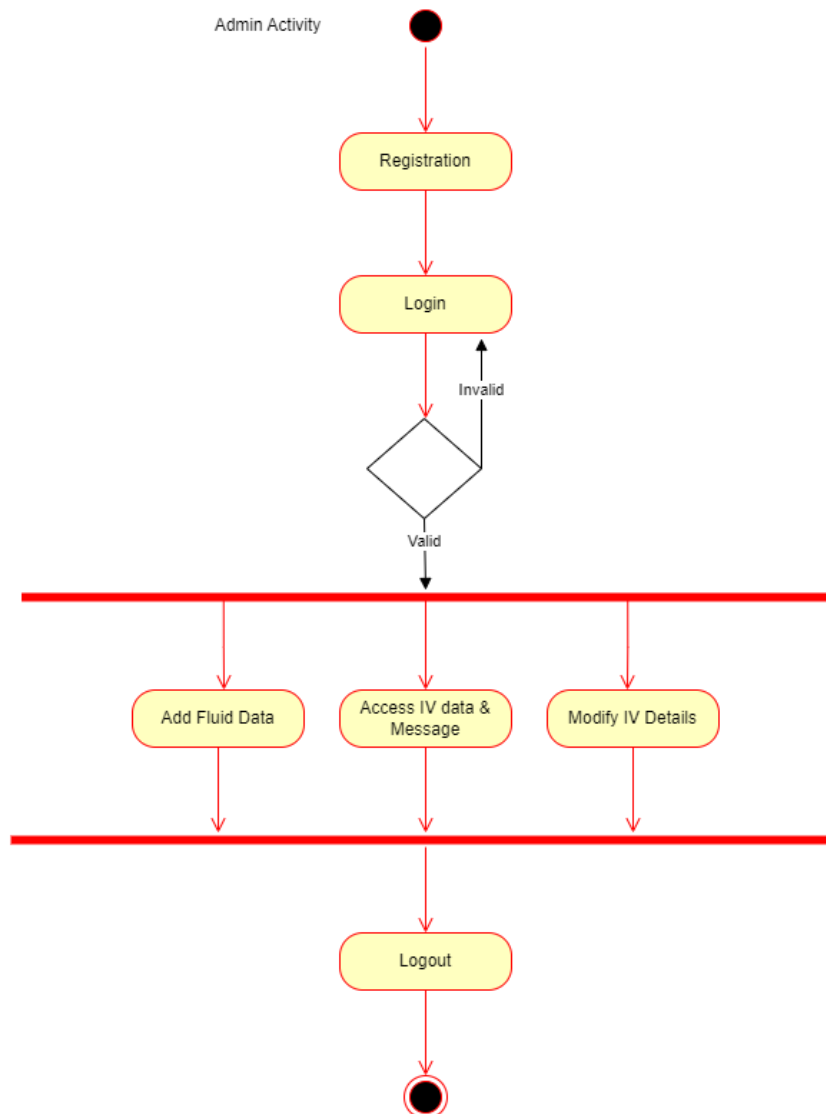 Admin Activity
Registration
Login
Invalid
Valid
Add Fluid Data
Access IV data &
Message
Modify IV Details
Logout